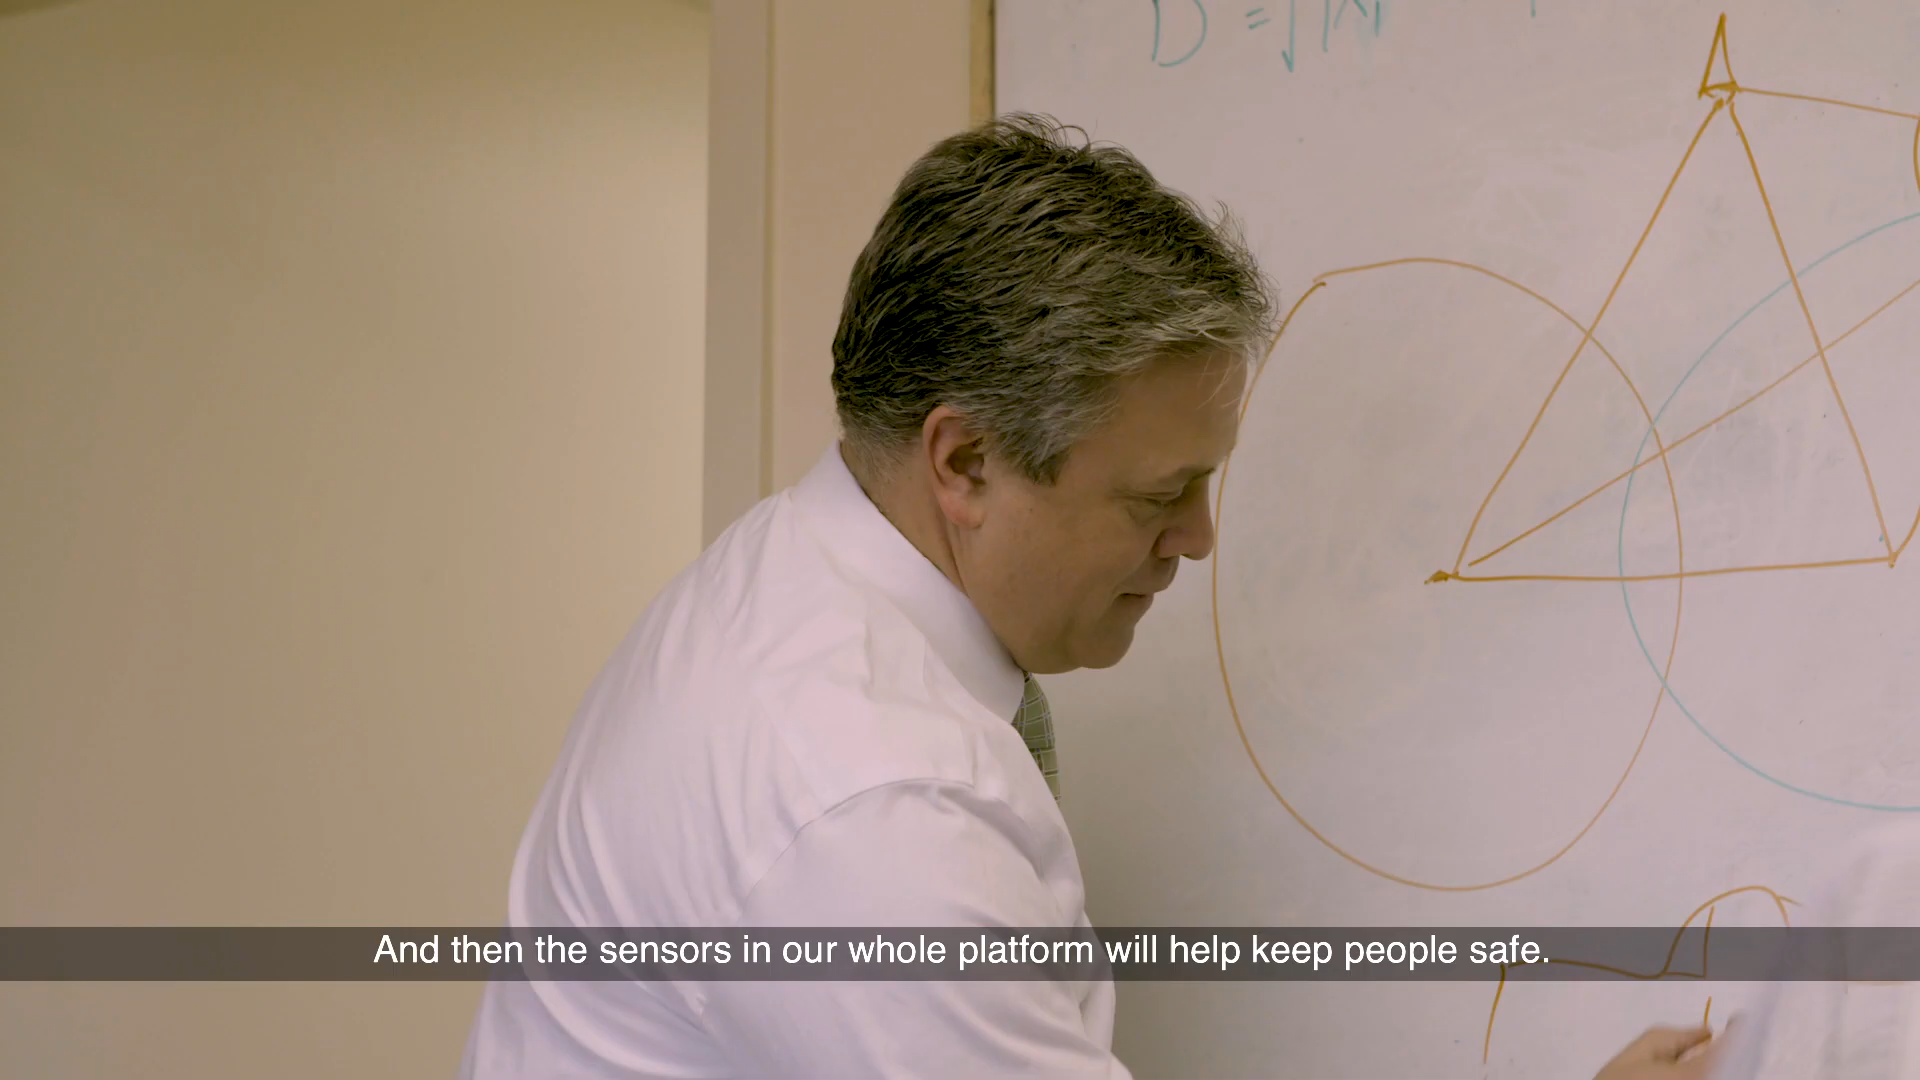 D = √|X|
And then the sensors in our whole platform will help keep people safe.